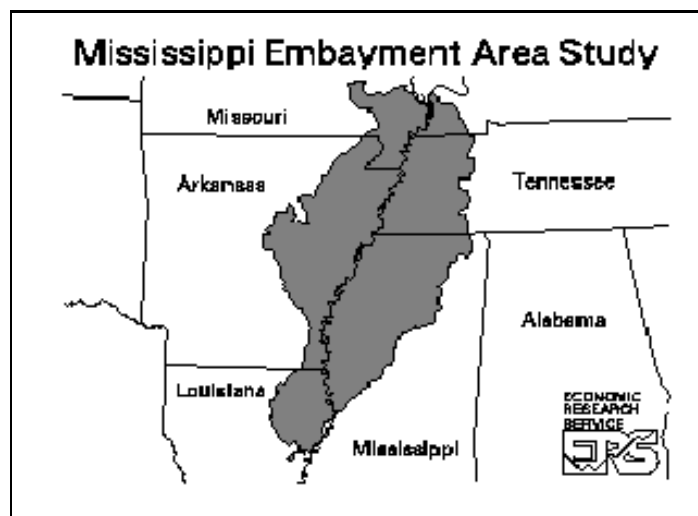 Mississippi Embayment Area Study
Missouri
Arkansas
Tennessee
Alabama
Louisiana
ECONOMIC
RESEARCH
SERVICE
Mississippi